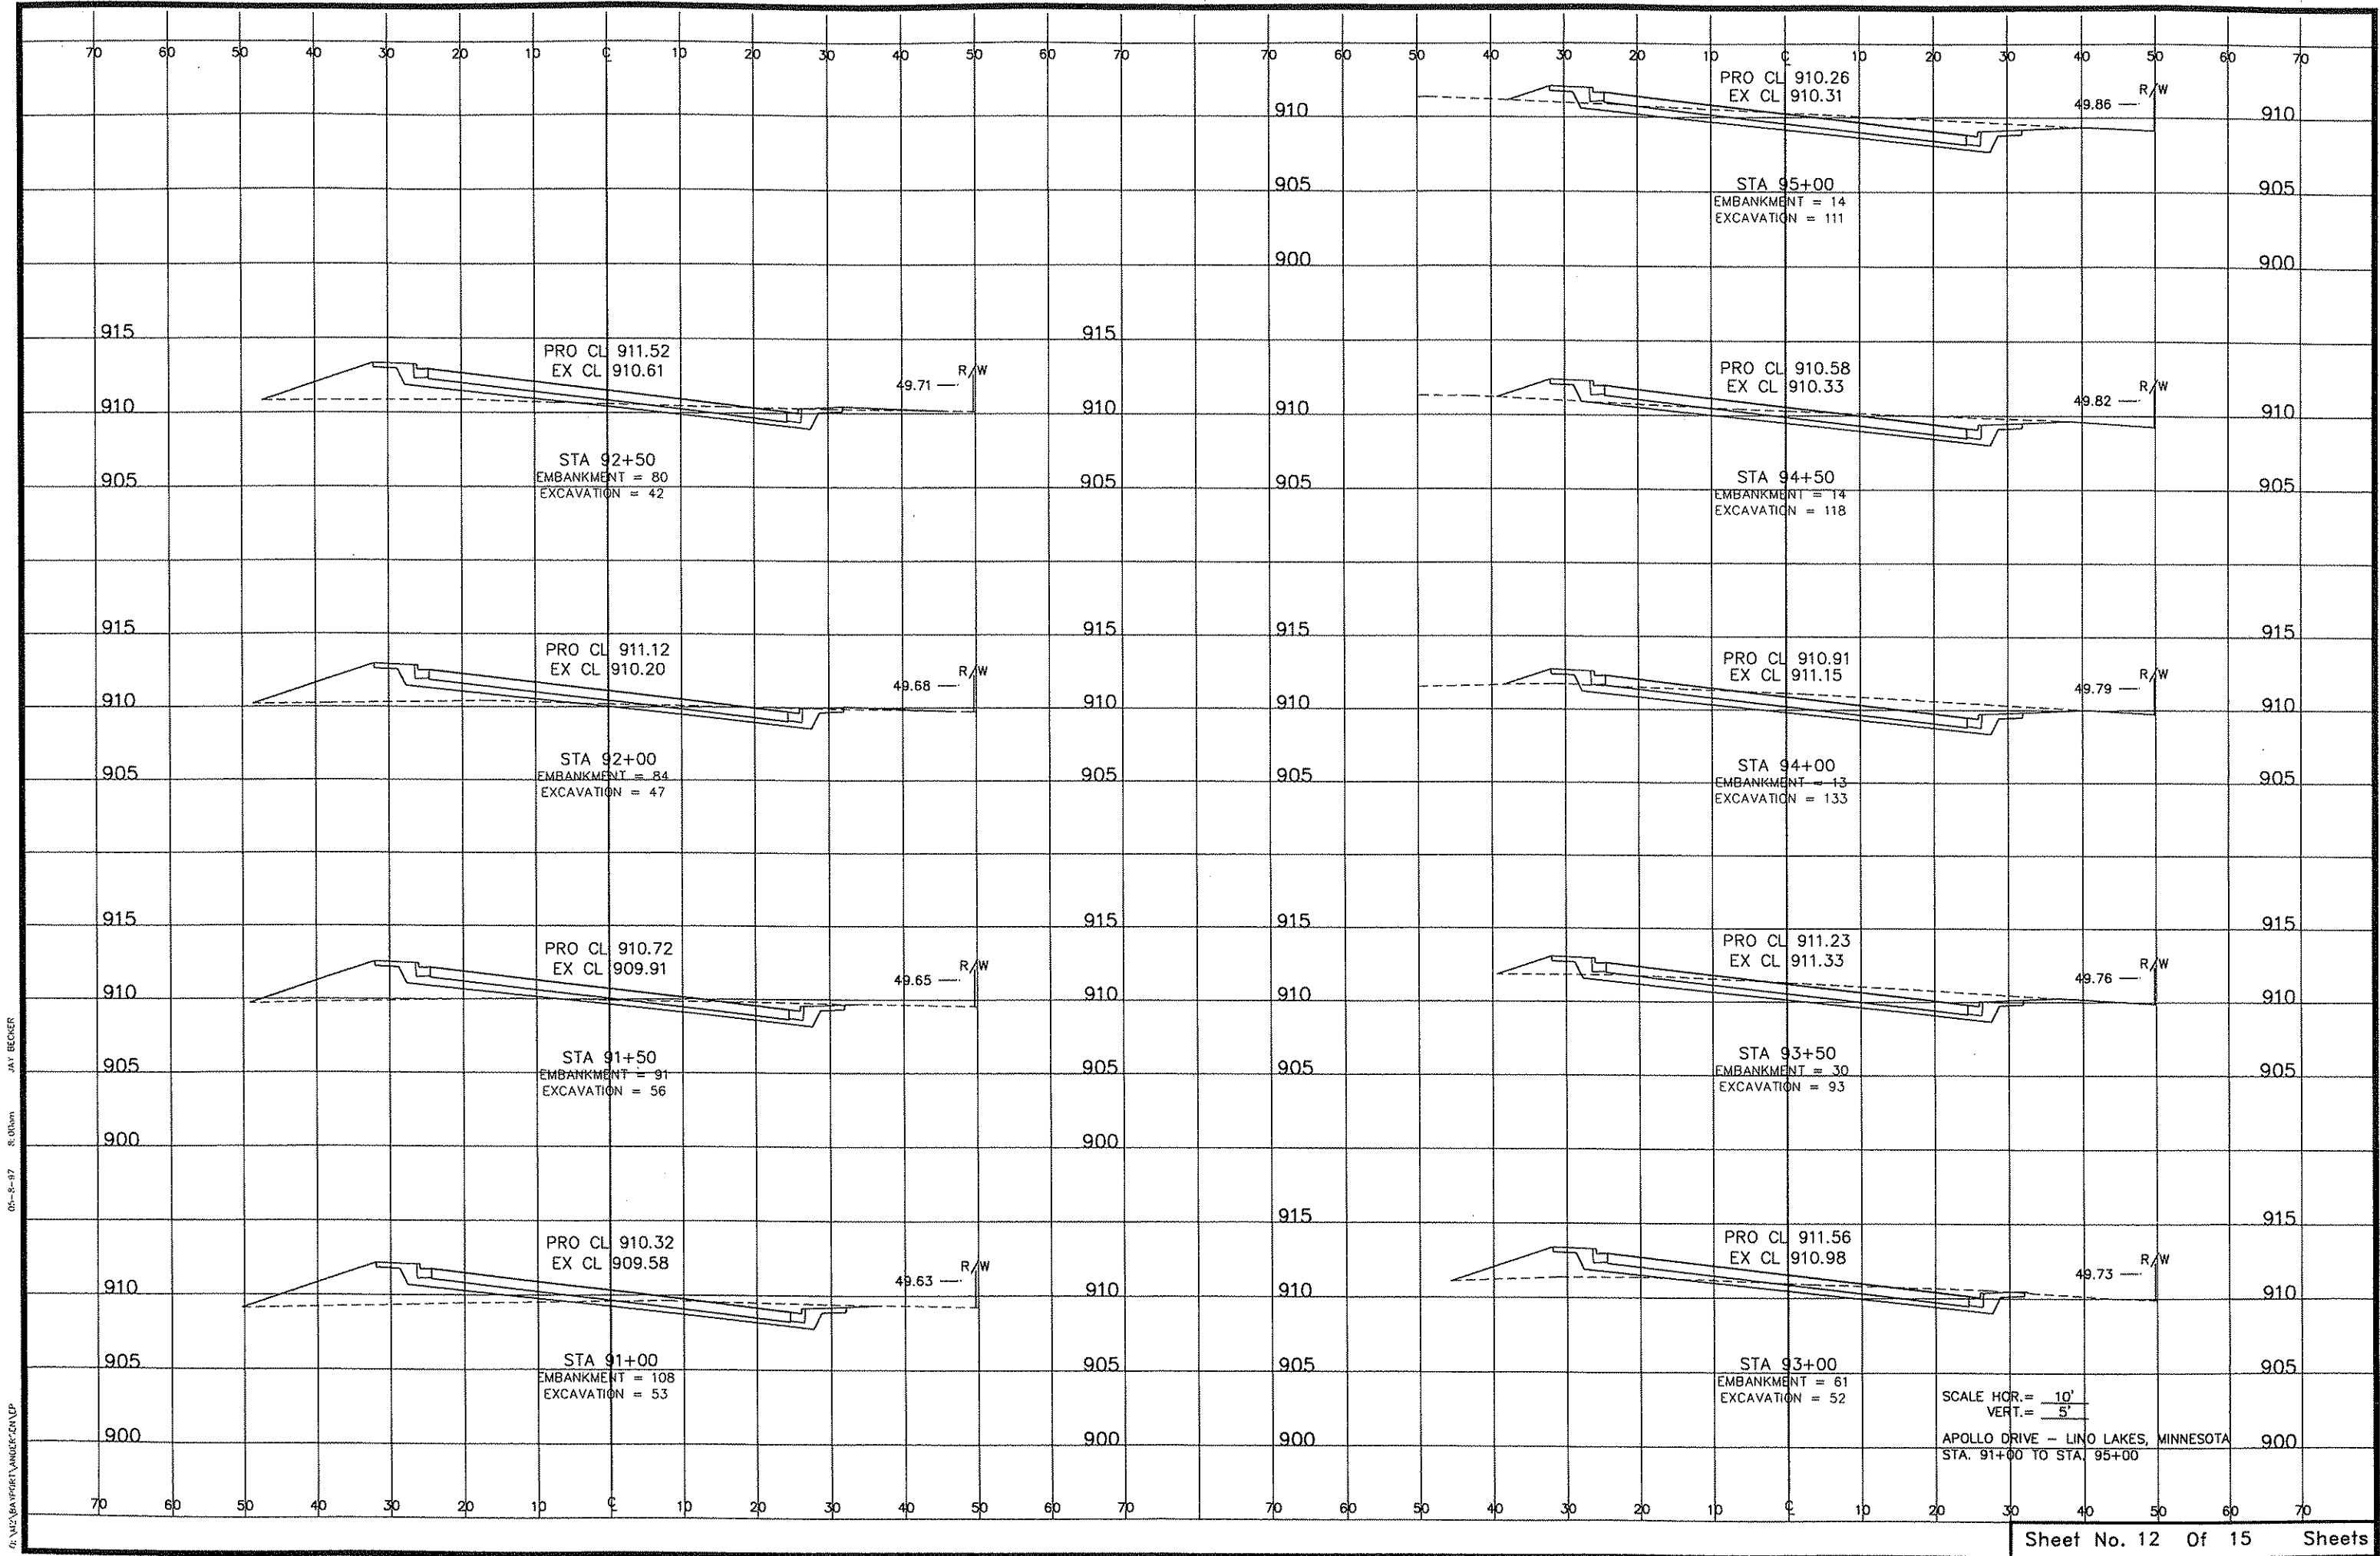 70 60 50 40 30 20 10 C 10 20 30 40 50 60 70 50 40 30 20 10 C 10 20 30 40 50 60 70
PRO CL 910.26
EX CL 910.31
R/W
49.86
910 910
905 905
STA 95+00
EMBANKMENT = 14
EXCAVATION = 111
900 900
915 915
PRO CL 911.52
EX CL 910.61
R/W
49.71
910
STA 92+50
EMBANKMENT = 80
EXCAVATION = 42
905 905
PRO CL 910.58
EX CL 910.33
R/W
49.82
910 910 910
STA 94+50
EMBANKMENT = 14
EXCAVATION = 118
905 905
915 915
PRO CL 911.12
EX CL 910.20
R/W
49.68
910 910
STA 92+00
EMBANKMENT = 84
EXCAVATION = 47
905 905
915 915
PRO CL 910.91
EX CL 911.15
R/W
49.79
910 910
STA 94+00
EMBANKMENT = 13
EXCAVATION = 133
905 905
915 915
PRO CL 910.72
EX CL 909.91
R/W
49.65
910 910
STA 91+50
EMBANKMENT = 91
EXCAVATION = 56
905 905
900 900
915 915
PRO CL 911.23
EX CL 911.33
R/W
49.76
910 910
STA 93+50
EMBANKMENT = 30
EXCAVATION = 93
905 905
PRO CL 910.32
EX CL 909.58
R/W
49.63
910 910
STA 91+00
EMBANKMENT = 108
EXCAVATION = 53
905 905
900 900
915 915
PRO CL 911.56
EX CL 910.98
R/W
49.73
910 910
STA 93+00
EMBANKMENT = 61
EXCAVATION = 52
905 905
900 900
SCALE HOR.= 10'
VERT.= 5'
APOLLO DRIVE – LINO LAKES, MINNESOTA
STA. 91+00 TO STA. 95+00
70 60 50 40 30 20 10 C 10 20 30 40 50 60 70 50 40 30 20 10 C 10 20 30 40 50 60 70
Sheet No. 12 Of 15 Sheets
05-8-97 8:00am JAY BECKER